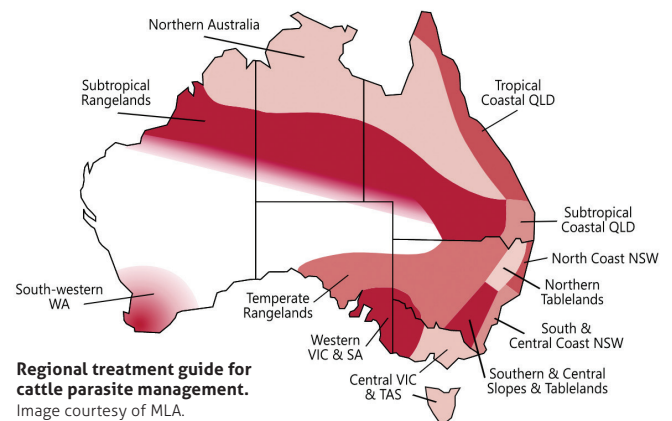 Northern Australia
Subtropical
Rangelands
Tropical
Coastal QLD
Subtropical
Coastal QLD
North Coast NSW
Northern
Tablelands
South-western
WA
Temperate
Rangelands
South &
Central Coast NSW
Western
VIC & SA
Southern & Central
Slopes & Tablelands
Central VIC
& TAS
Regional treatment guide for
cattle parasite management.
Image courtesy of MLA.